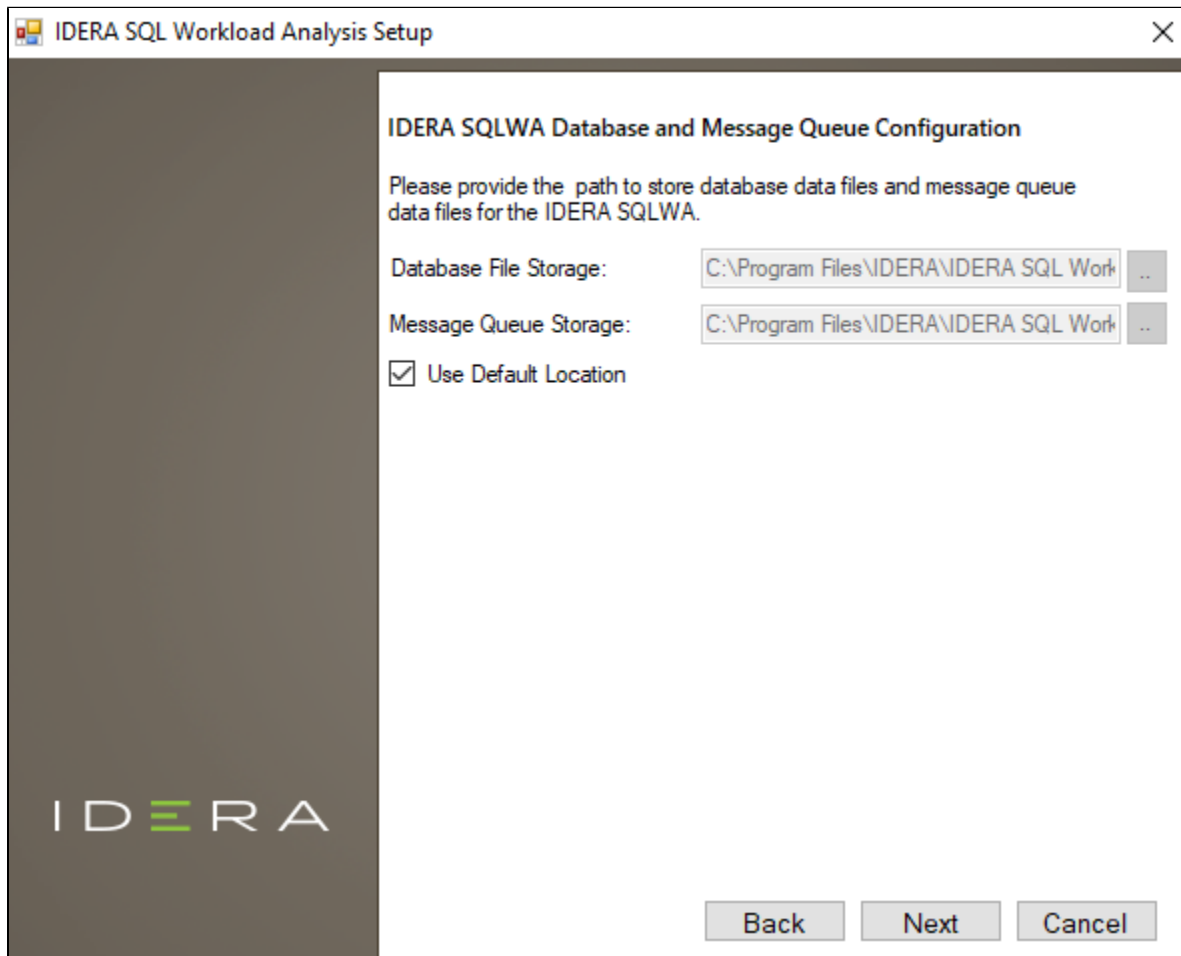 IDERA SQL Workload Analysis Setup
IDERA SQLWA Database and Message Queue Configuration
Please provide the  path to store database data files and message queue
data files for the IDERA SQLWA.
Database File Storage: C:\Program Files\IDERA\IDERA SQL Work ..
Message Queue Storage: C:\Program Files\IDERA\IDERA SQL Work ..
Use Default Location
IDERA
Back Next Cancel